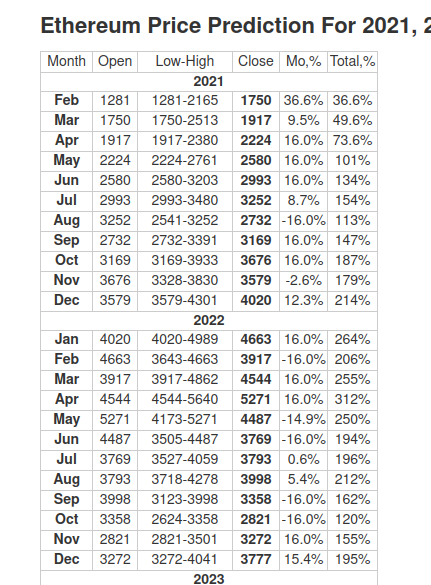 Ethereum Price Prediction For 2021, 2
Month Open Low-High Close Mo,% Total,%
2021
Feb 1281 1281-2165 1750 36.6% 36.6%
Mar 1750 1750-2513 1917 9.5% 49.6%
Apr 1917 1917-2380 2224 16.0% 73.6%
May 2224 2224-2761 2580 16.0% 101%
Jun 2580 2580-3203 2993 16.0% 134%
Jul 2993 2993-3480 3252 8.7% 154%
Aug 3252 2541-3252 2732 -16.0% 113%
Sep 2732 2732-3391 3169 16.0% 147%
Oct 3169 3169-3933 3676 16.0% 187%
Nov 3676 3328-3830 3579 -2.6% 179%
Dec 3579 3579-4301 4020 12.3% 214%
2022
Jan 4020 4020-4989 4663 16.0% 264%
Feb 4663 3643-4663 3917 -16.0% 206%
Mar 3917 3917-4862 4544 16.0% 255%
Apr 4544 4544-5640 5271 16.0% 312%
May 5271 4173-5271 4487 -14.9% 250%
Jun 4487 3505-4487 3769 -16.0% 194%
Jul 3769 3527-4059 3793 0.6% 196%
Aug 3793 3718-4278 3998 5.4% 212%
Sep 3998 3123-3998 3358 -16.0% 162%
Oct 3358 2624-3358 2821 -16.0% 120%
Nov 2821 2821-3501 3272 16.0% 155%
Dec 3272 3272-4041 3777 15.4% 195%
2023